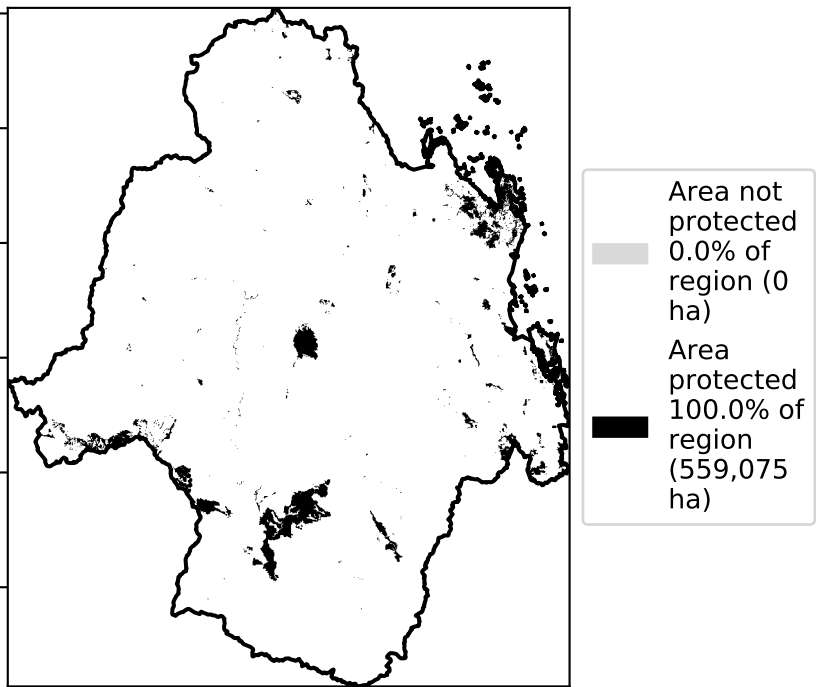 Area not
protected
0.0% of
region (0
ha)
Area
protected
100.0% of
region
(559,075
ha)